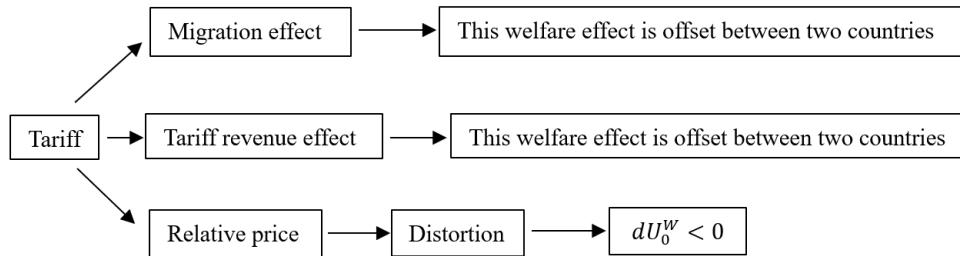 Migration effect
This welfare effect is offset between two countries
Tariff
Tariff revenue effect
This welfare effect is offset between two countries
Relative price
Distortion
$dU_0^W < 0$